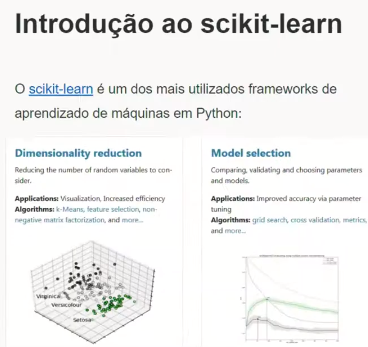 Introdução ao scikit-learn
O scikit-learn é um dos mais utilizados frameworks de
aprendizado de máquinas em Python:
Dimensionality reduction
Reducing the number of random variables to con-
sider.
Applications: Visualization, Increased efficiency
Algorithms: k-Means, feature selection, non-
negative matrix factorization, and more...
Virginica
Versicolour
Setosa
Model selection
Comparing, validating and choosing parameters
and models.
Applications: Improved accuracy via parameter
tuning
Algorithms: grid search, cross validation, metrics,
and more...